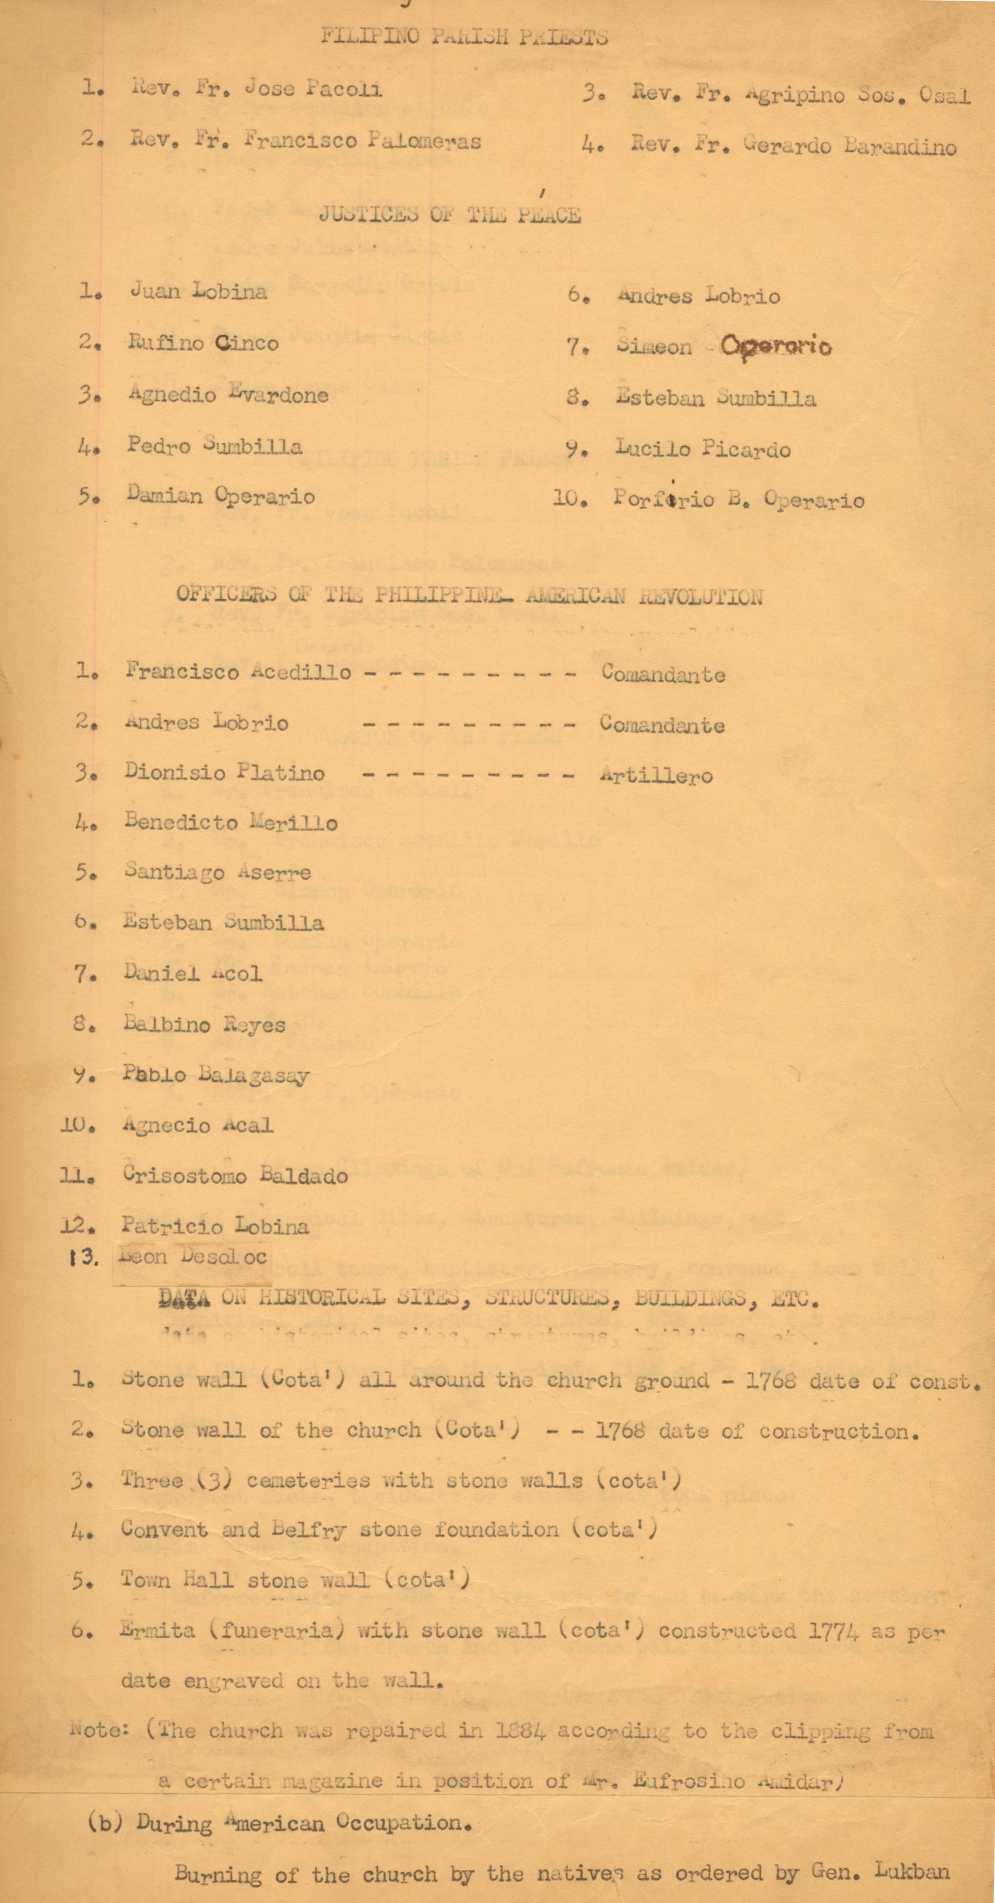 FILIPINO PARISH PRIESTS
1. Rev. Fr. Jose Pacoli
2. Rev. Fr. Francisco Palomeras
3. Rev. Fr. Agripino Sos. Osal
4. Rev. Fr. Gerardo Barandino
JUSTICES OF THE PEACE
1. Juan Lobina
2. Rufino Cinco
3. Agnedio Evardone
4. Pedro Sumbilla
5. Damian Operario
6. Andres Lobrio
7. Simeon Operario
8. Esteban Sumbilla
9. Lucilo Picardo
10. Porfirio B. Operario
OFFICERS OF THE PHILIPPINE_ AMERICAN REVOLUTION
1. Francisco Acedillo - - - - - - - - - Comandante
2. Andres Lobrio - - - - - - - - - Comandante
3. Dionisio Platino - - - - - - - - - Artillero
4. Benedicto Merillo
5. Santiago Aserre
6. Esteban Sumbilla
7. Daniel Acol
8. Balbino Reyes
9. Pablo Balagasay
10. Agnecio Acal
11. Crisostomo Baldado
12. Patricio Lobina
13. Leon Desoloc
DATA ON HISTORICAL SITES, STRUCTURES, BUILDINGS, ETC.
1. Stone wall (Cota') all around the church ground - 1768 date of const.
2. Stone wall of the church (Cota') - - 1768 date of construction.
3. Three (3) cemeteries with stone walls (cota')
4. Convent and Belfry stone foundation (cota')
5. Town Hall stone wall (cota')
6. Ermita (funeraria) with stone wall (cota') constructed 1774 as per
date engraved on the wall.
Note: (The church was repaired in 1884 according to the clipping from
a certain magazine in position of Mr. Eufrosino Amidar)
(b) During American Occupation.
Burning of the church by the natives as ordered by Gen. Lukban